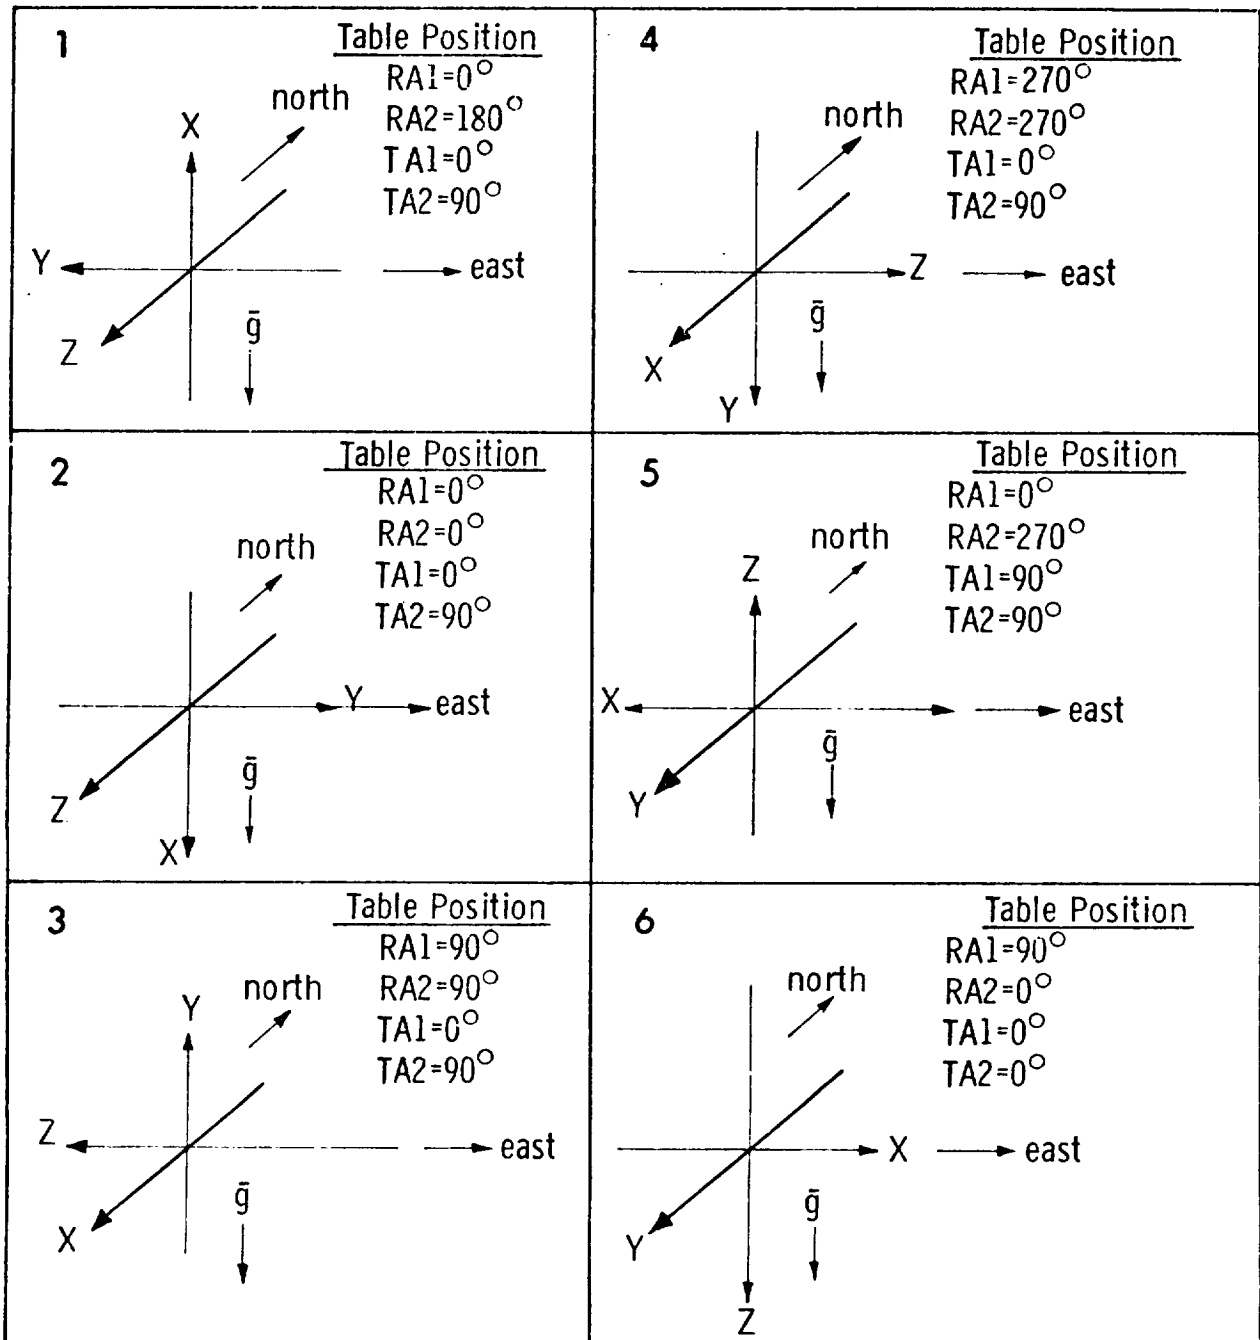 1
Table Position
RA1=0°
RA2=180°
TA1=0°
TA2=90°
north
X
Y
east
Z
ḡ
4
Table Position
RA1=270°
RA2=270°
TA1=0°
TA2=90°
north
Z
east
ḡ
X
Y
2
Table Position
RA1=0°
RA2=0°
TA1=0°
TA2=90°
north
Y
east
ḡ
Z
X
5
Table Position
RA1=0°
RA2=270°
TA1=90°
TA2=90°
north
Z
X
east
ḡ
Y
3
Table Position
RA1=90°
RA2=90°
TA1=0°
TA2=90°
north
Y
Z
east
ḡ
X
6
Table Position
RA1=90°
RA2=0°
TA1=0°
TA2=0°
north
X
east
ḡ
Y
Z